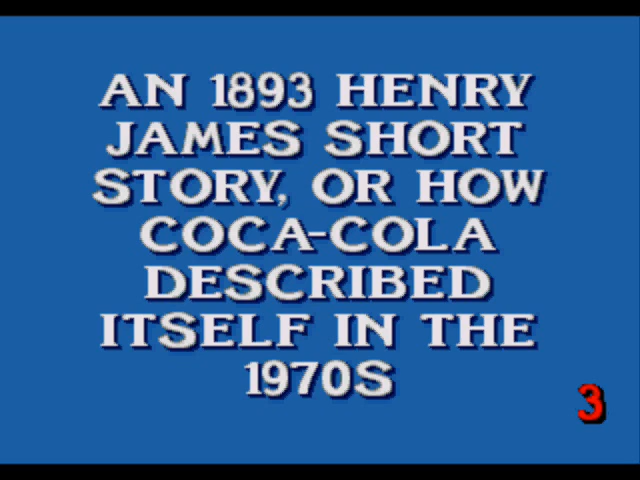 AN 1893 HENRY
JAMES SHORT
STORY, OR HOW
COCA-COLA
DESCRIBED
ITSELF IN THE
1970S
3